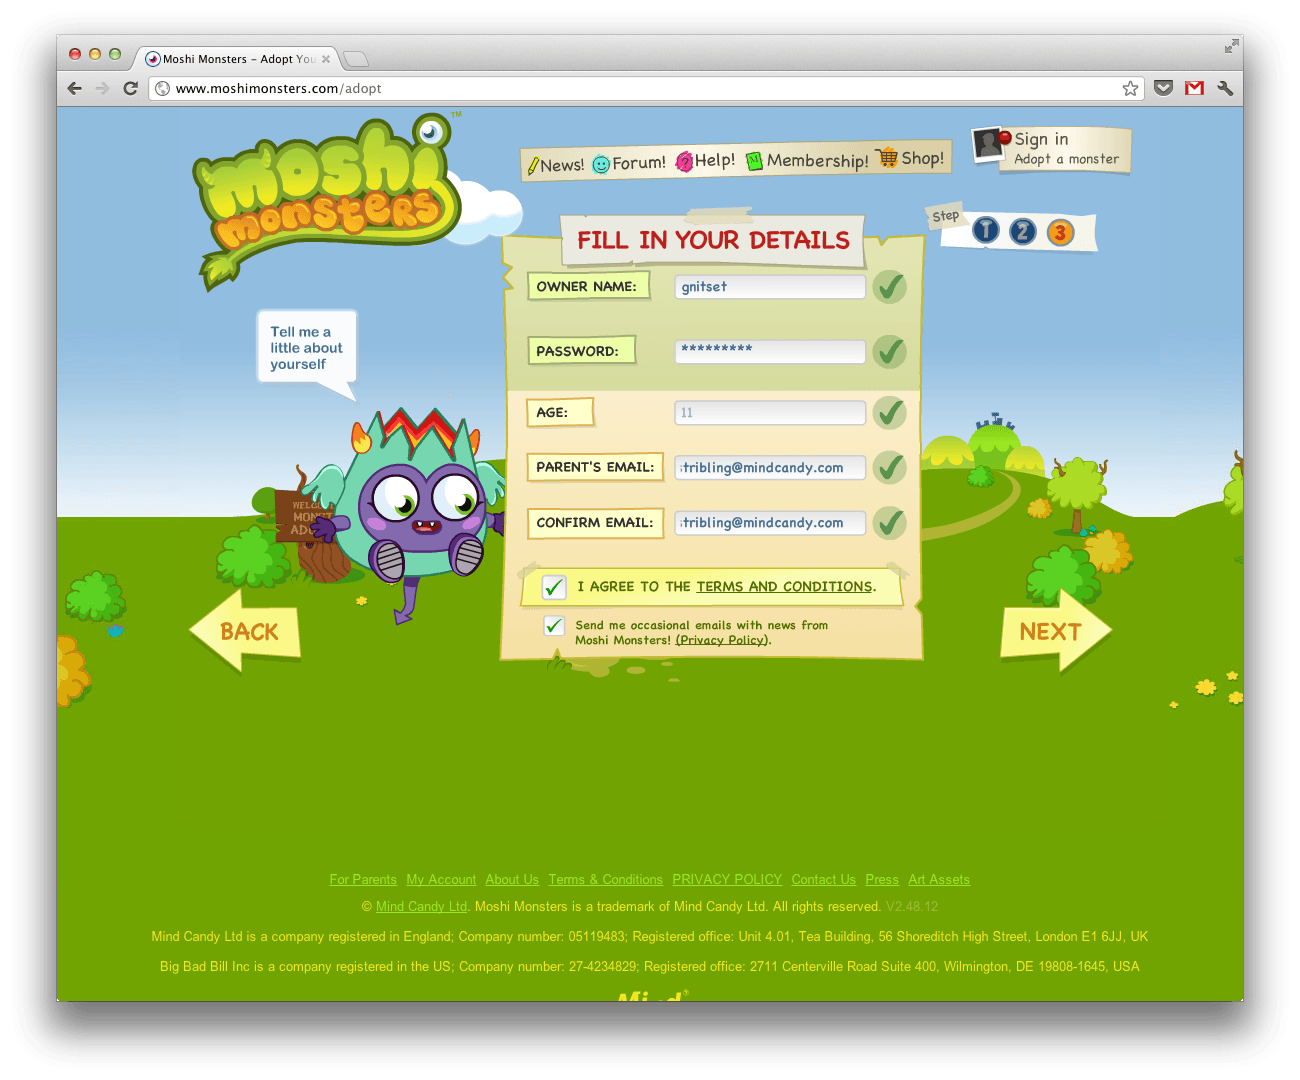 Moshi Monsters – Adopt You
www.moshimonsters.com/adopt
moshi
monsters
TM
News! Forum! Help! Membership! Shop!
Sign in
Adopt a monster
Step 1 2 3
FILL IN YOUR DETAILS
OWNER NAME: gnitset
PASSWORD: *********
AGE: 11
PARENT'S EMAIL: tribling@mindcandy.com
CONFIRM EMAIL: tribling@mindcandy.com
I AGREE TO THE TERMS AND CONDITIONS.
Send me occasional emails with news from
Moshi Monsters! (Privacy Policy).
Tell me a
little about
yourself
BACK
NEXT
For Parents My Account About Us Terms & Conditions PRIVACY POLICY Contact Us Press Art Assets
© Mind Candy Ltd. Moshi Monsters is a trademark of Mind Candy Ltd. All rights reserved. V2.48.12
Mind Candy Ltd is a company registered in England; Company number: 05119483; Registered office: Unit 4.01, Tea Building, 56 Shoreditch High Street, London E1 6JJ, UK
Big Bad Bill Inc is a company registered in the US; Company number: 27-4234829; Registered office: 2711 Centerville Road Suite 400, Wilmington, DE 19808-1645, USA
Mind